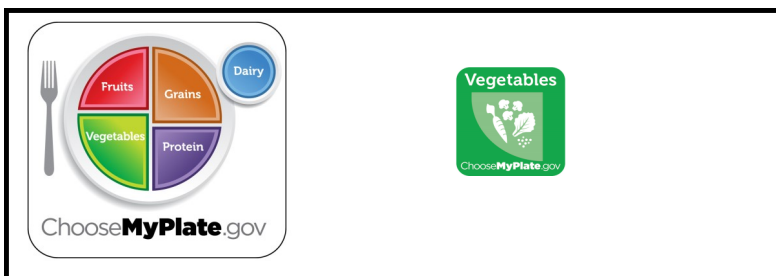 Dairy
Fruits
Grains
Vegetables
Protein
ChooseMyPlate.gov
Vegetables
ChooseMyPlate.gov